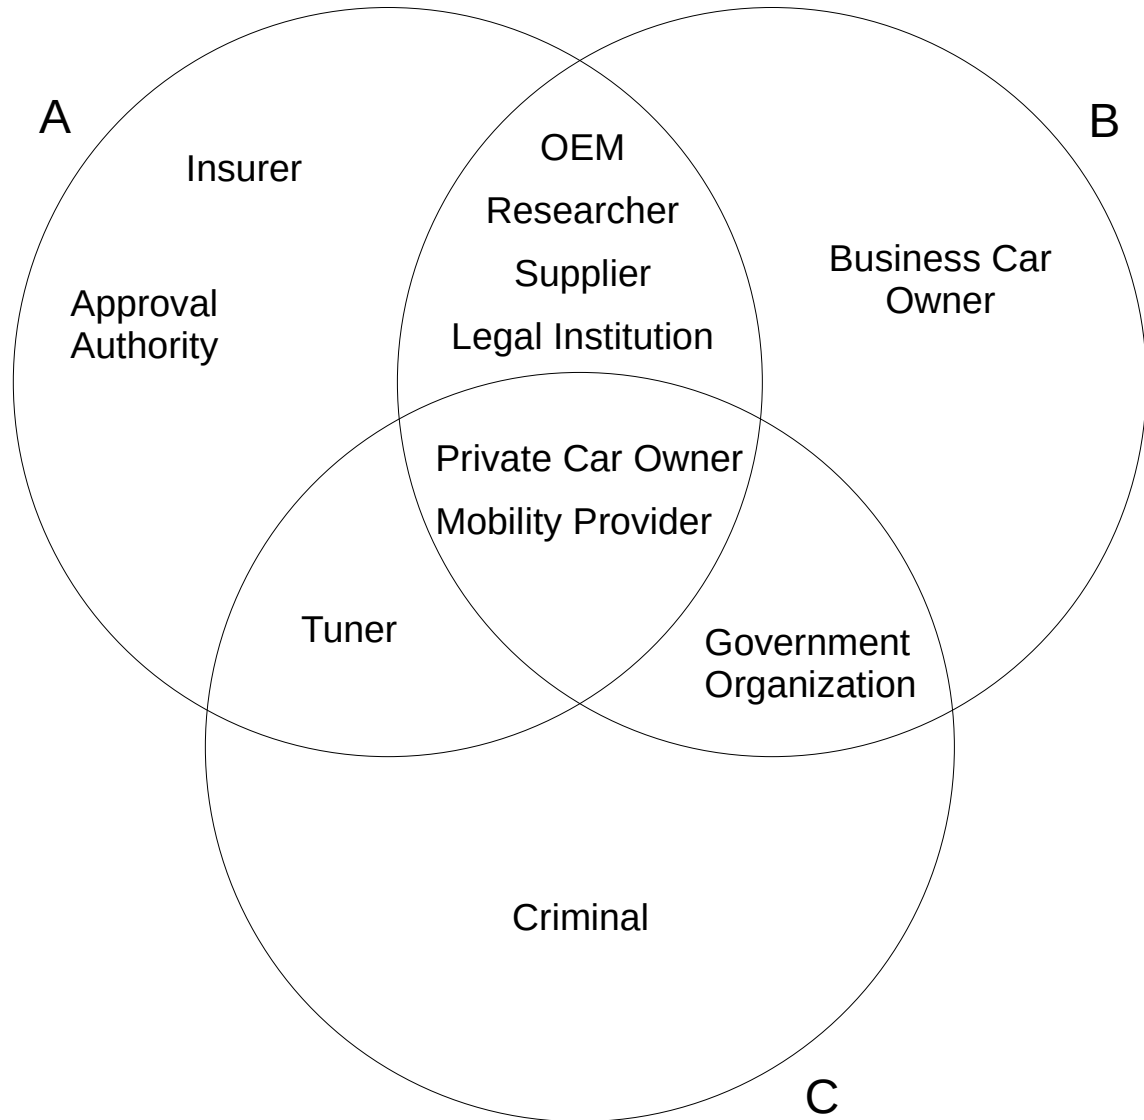 A
B
OEM
Insurer
Researcher
Business Car
Owner
Supplier
Approval
Authority
Legal Institution
Private Car Owner
Mobility Provider
Tuner
Government
Organization
Criminal
C